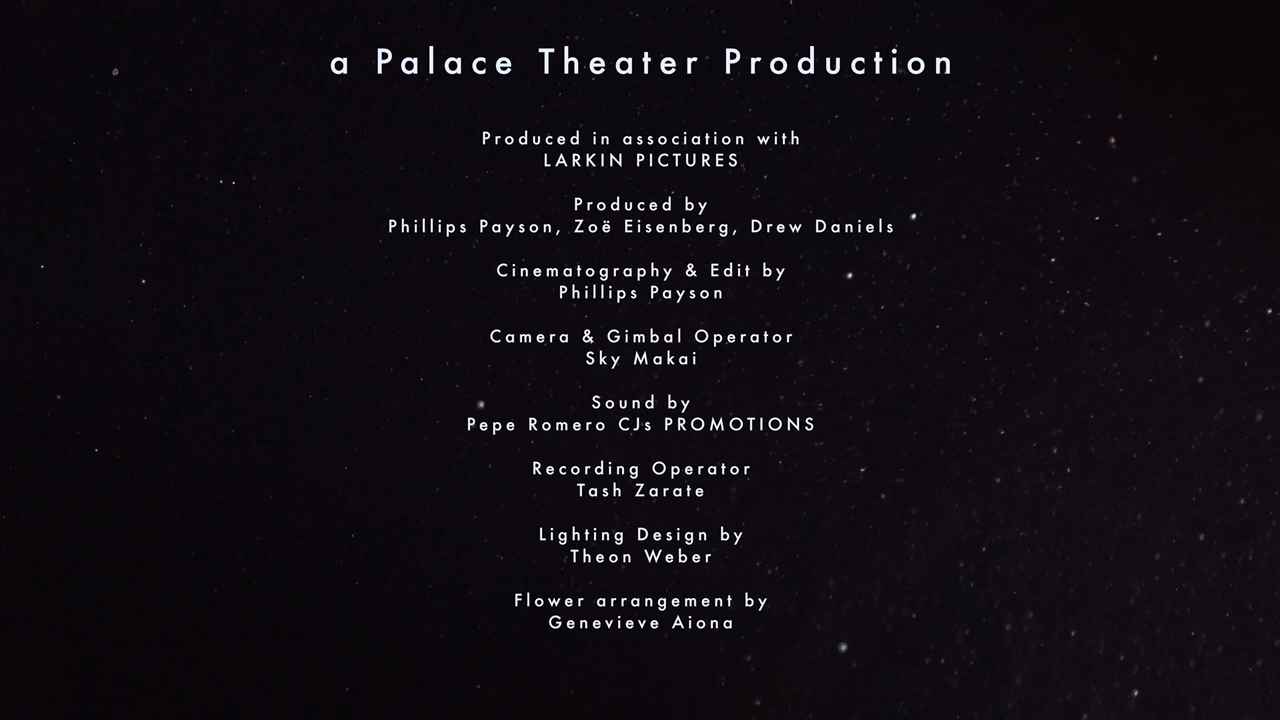 a Palace Theater Production
Produced in association with
LARKIN PICTURES
Produced by
Phillips Payson, Zoë Eisenberg, Drew Daniels
Cinematography & Edit by
Phillips Payson
Camera & Gimbal Operator
Sky Makai
Sound by
Pepe Romero CJs PROMOTIONS
Recording Operator
Tash Zarate
Lighting Design by
Theon Weber
Flower arrangement by
Genevieve Aiona